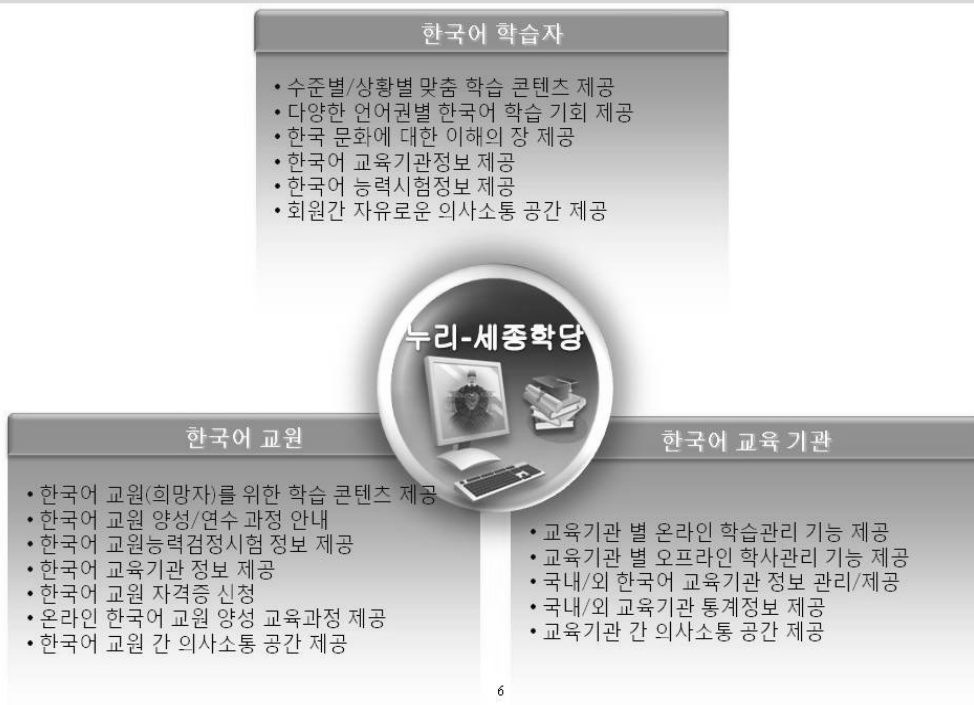 한국어 학습자
• 수준별/상황별 맞춤 학습 콘텐츠 제공
• 다양한 언어권별 한국어 학습 기회 제공
• 한국 문화에 대한 이해의 장 제공
• 한국어 교육기관정보 제공
• 한국어 능력시험정보 제공
• 회원간 자유로운 의사소통 공간 제공
누리-세종학당
한국어 교원
• 한국어 교원(희망자)를 위한 학습 콘텐츠 제공
• 한국어 교원 양성/연수 과정 안내
• 한국어 교원능력검정시험 정보 제공
• 한국어 교육기관 정보 제공
• 한국어 교원 자격증 신청
• 온라인 한국어 교원 양성 교육과정 제공
• 한국어 교원 간 의사소통 공간 제공
한국어 교육 기관
• 교육기관 별 온라인 학습관리 기능 제공
• 교육기관 별 오프라인 학사관리 기능 제공
• 국내/외 한국어 교육기관 정보 관리/제공
• 국내/외 교육기관 통계정보 제공
• 교육기관 간 의사소통 공간 제공
6